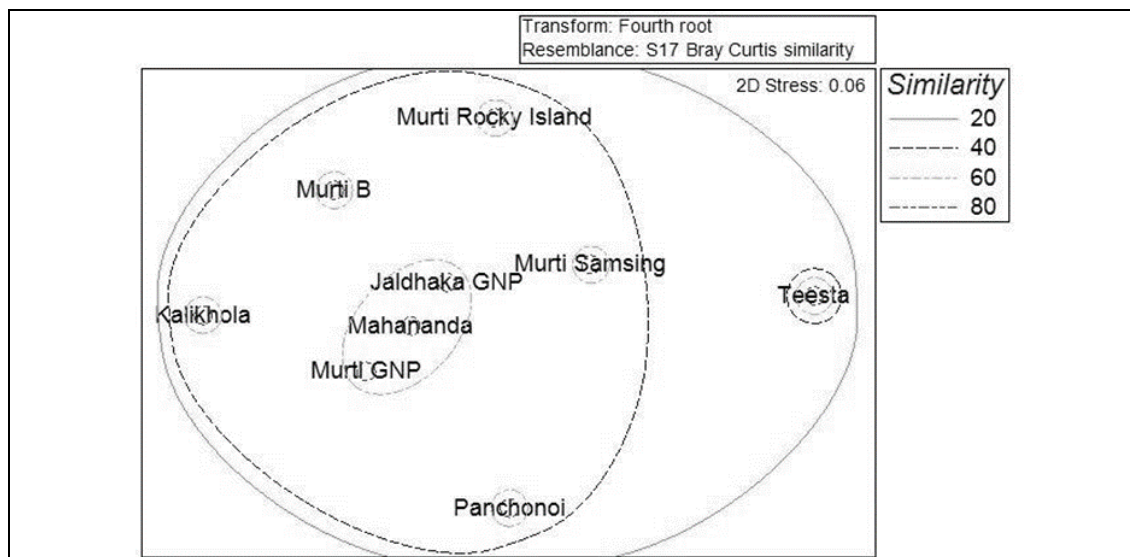 Transform: Fourth root
Resemblance: S17 Bray Curtis similarity
2D Stress: 0.06
Similarity
20
40
60
80
Murti Rocky Island
Murti B
Murti Samsing
Jaldhaka GNP
Teesta
Kalikhola
Mahananda
Murti GNP
Panchonoi